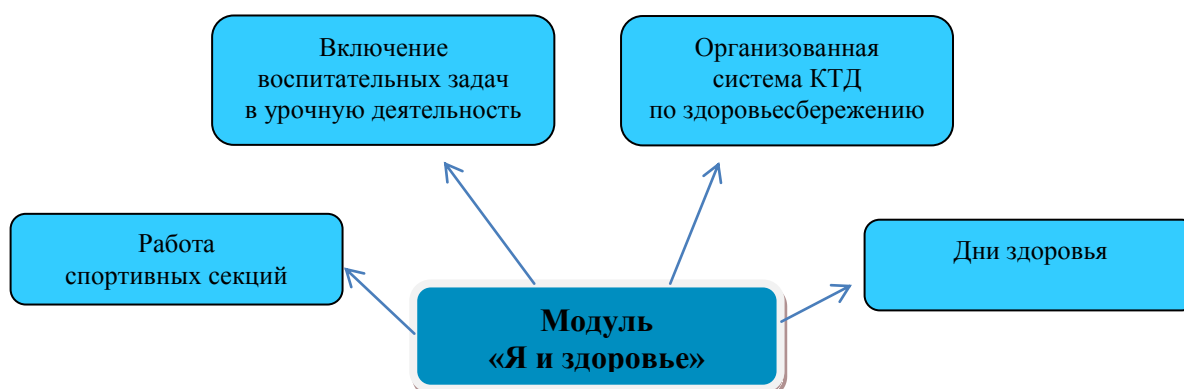 Включение
воспитательных задач
в урочную деятельность
Организованная
система КТД
по здоровьесбережению
Работа
спортивных секций
Дни здоровья
Модуль
«Я и здоровье»